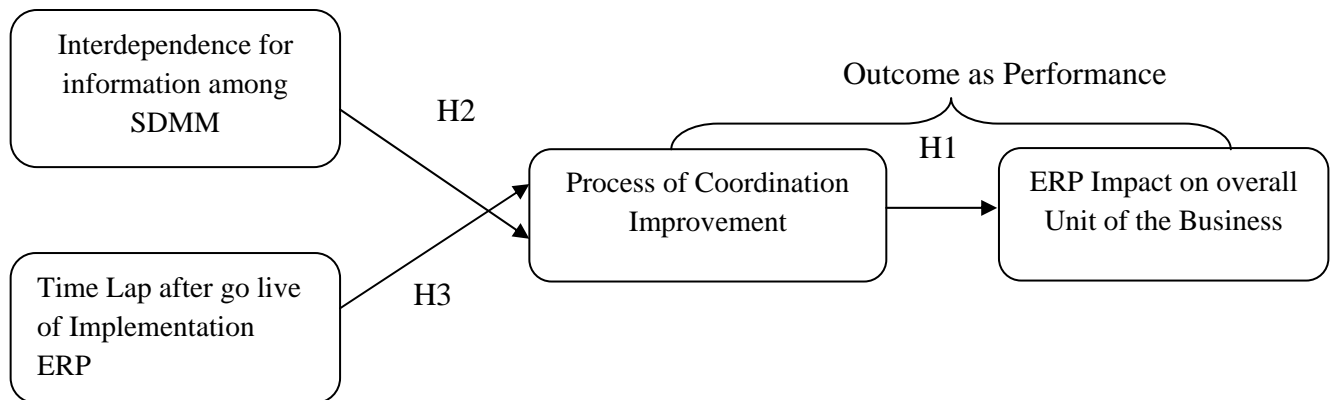 Interdependence for
information among
SDMM
H2
Time Lap after go live
of Implementation
ERP
H3
Outcome as Performance
H1
Process of Coordination
Improvement
ERP Impact on overall
Unit of the Business